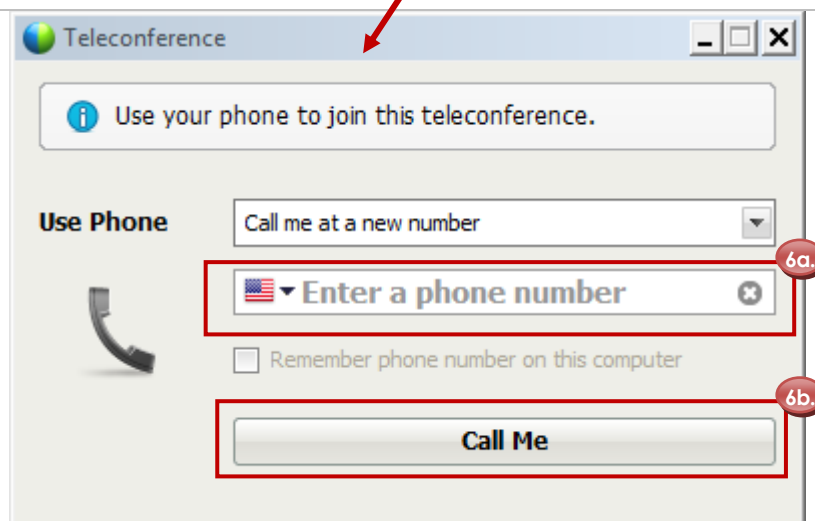 Teleconference
Use your phone to join this teleconference.
Use Phone
Call me at a new number
6a.
Enter a phone number
Remember phone number on this computer
6b.
Call Me